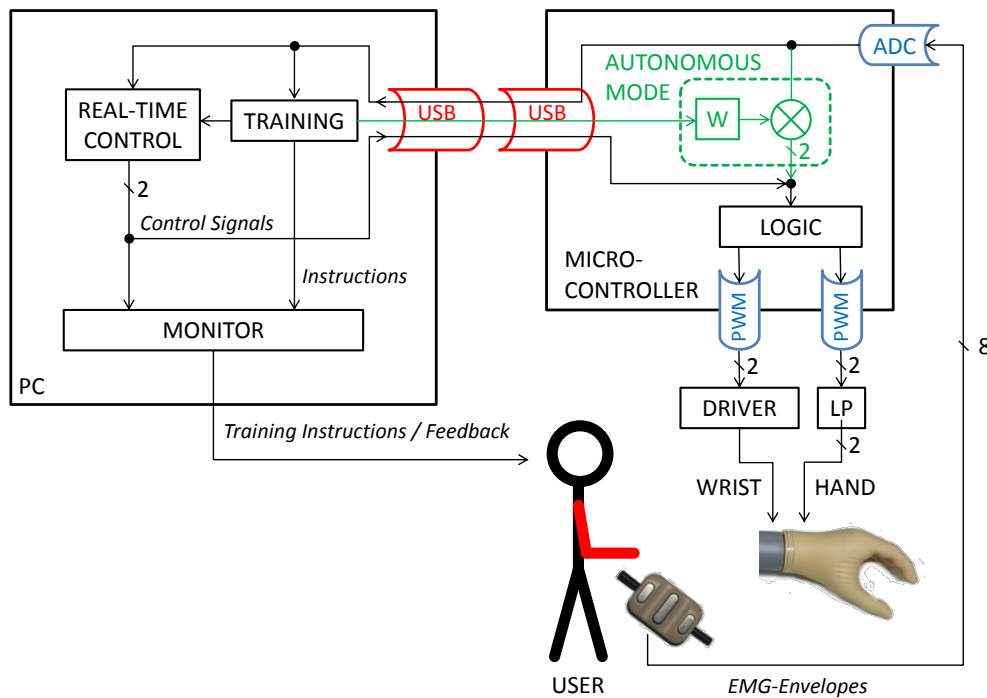 ADC
AUTONOMOUS
MODE
REAL-TIME
CONTROL
TRAINING
USB
USB
W
2
2
Control Signals
LOGIC
Instructions
MICRO-
CONTROLLER
PWM
PWM
MONITOR
8
PC
2
2
DRIVER
LP
Training Instructions / Feedback
2
WRIST
HAND
USER
EMG-Envelopes